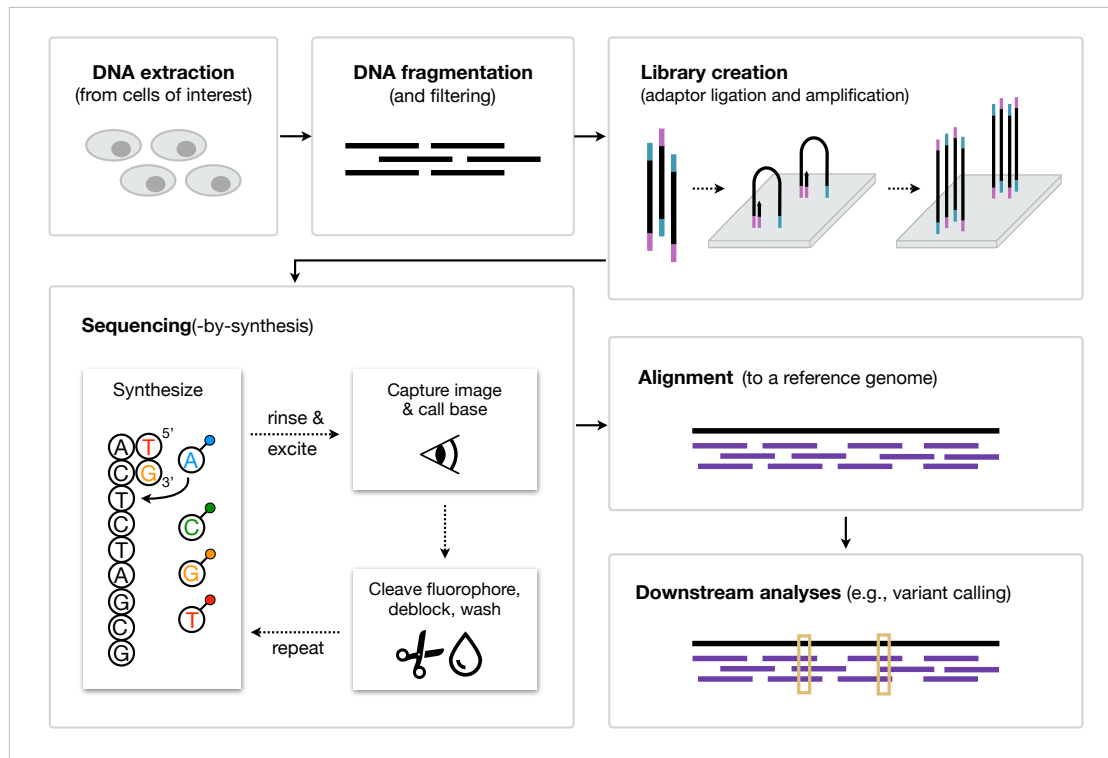 DNA extraction
(from cells of interest)
DNA fragmentation
(and filtering)
Library creation
(adaptor ligation and amplification)
Sequencing(-by-synthesis)
Synthesize
A T 5’
C G 3’
T
C
T
A
G
C
G
A
C
G
T
rinse &
excite
Capture image
& call base
Cleave fluorophore,
deblock, wash
repeat
Alignment (to a reference genome)
Downstream analyses (e.g., variant calling)